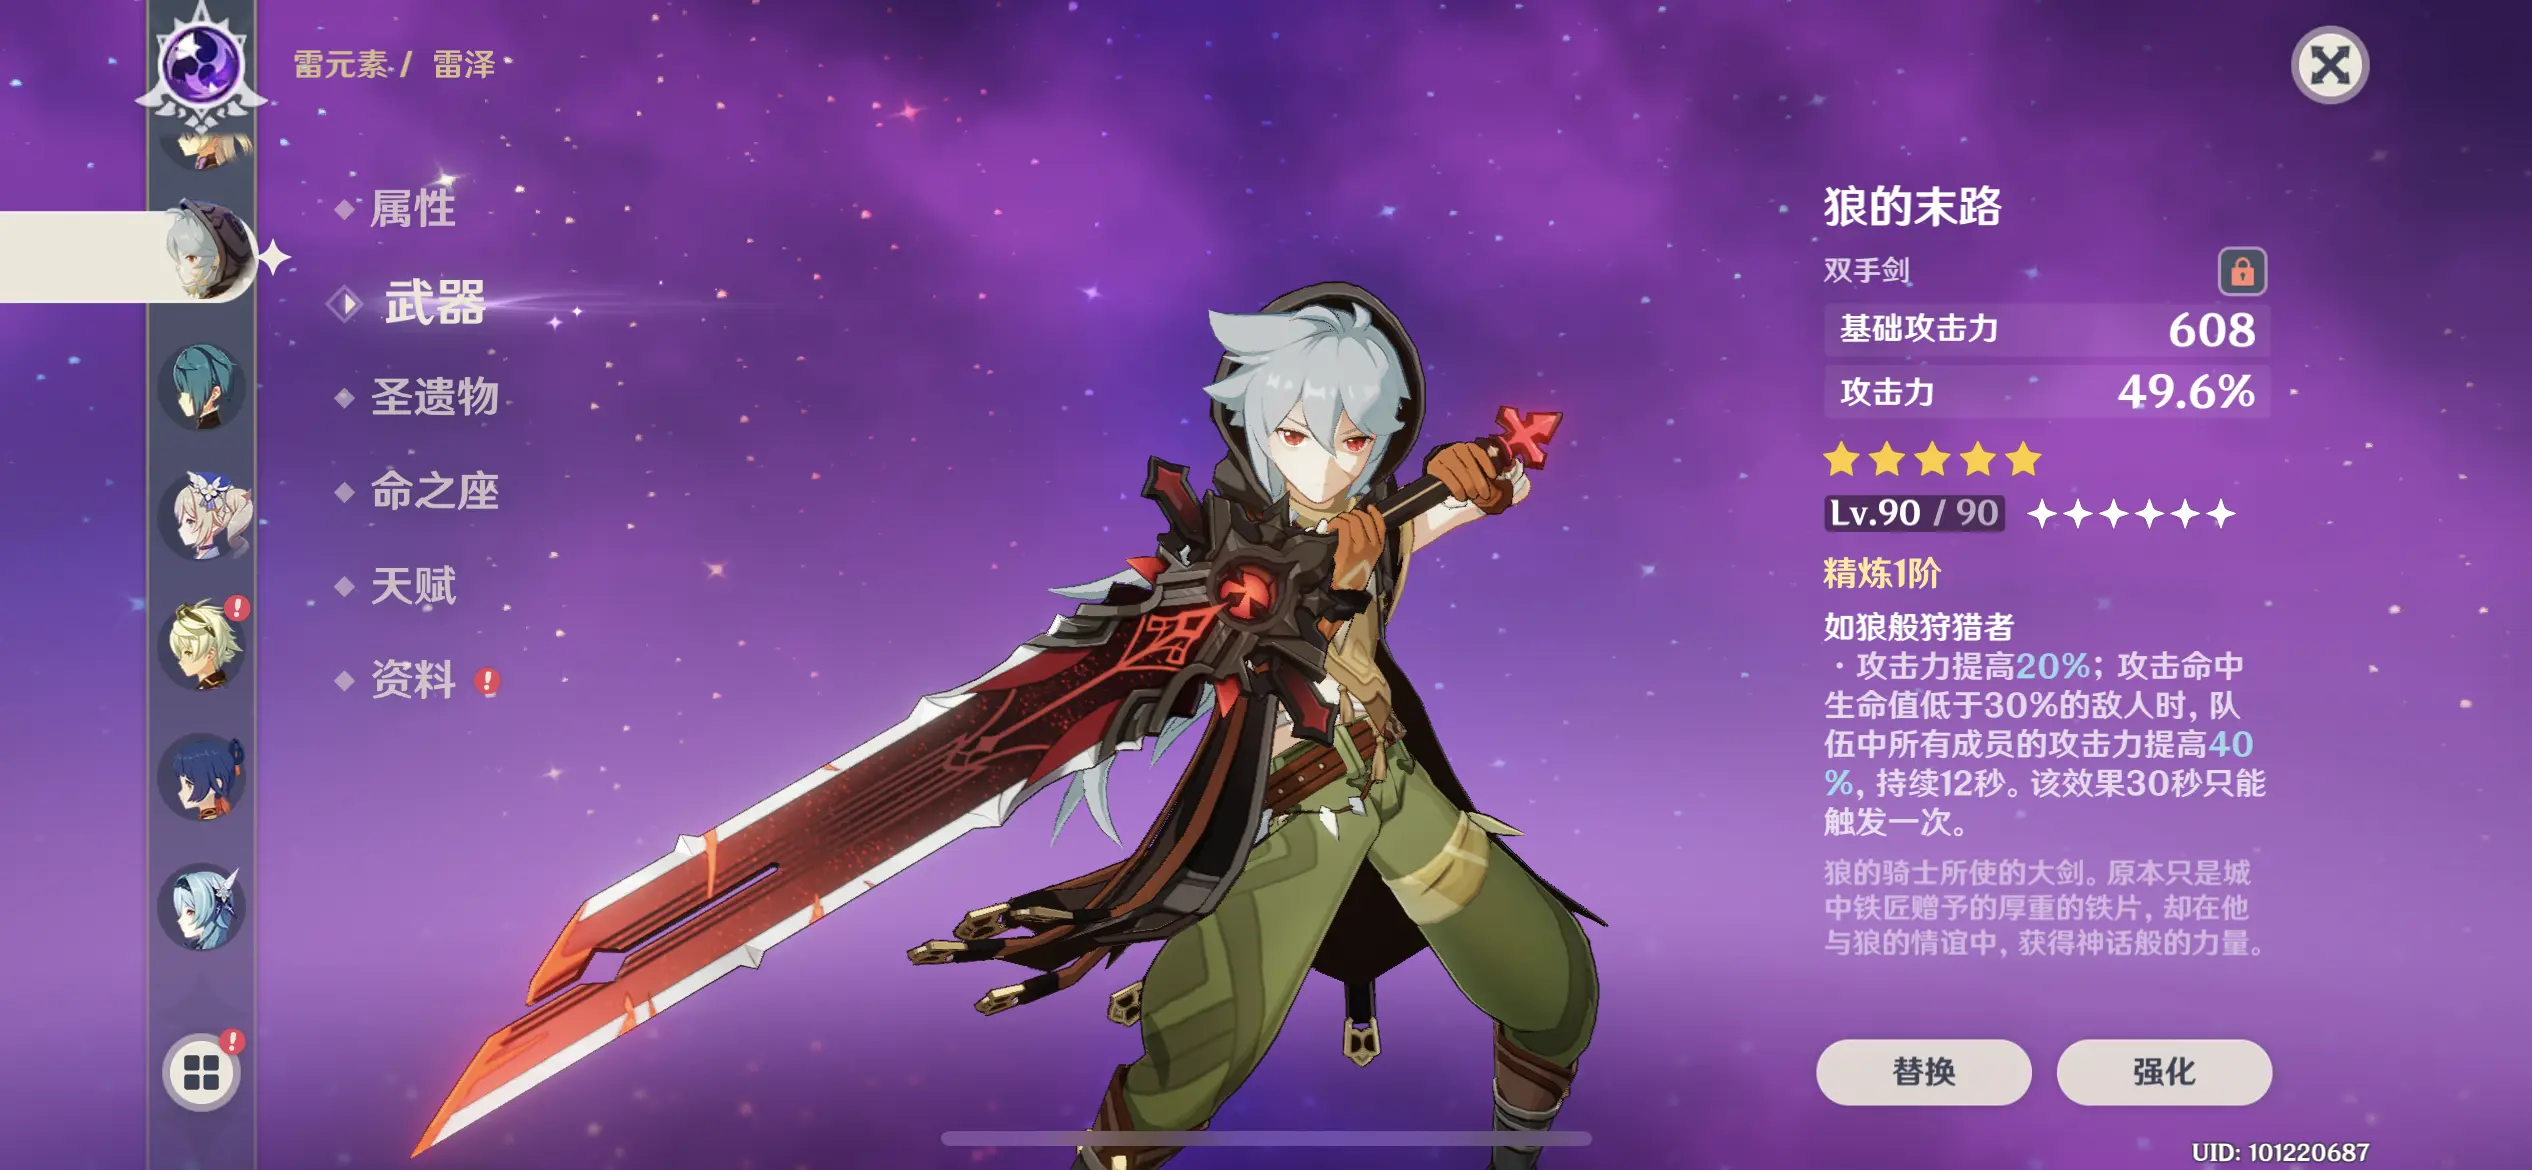 雷元素 / 雷泽
属性
武器
圣遗物
命之座
天赋
资料
狼的末路
双手剑
基础攻击力 608
攻击力 49.6%
Lv.90 / 90
精炼1阶
如狼般狩猎者
·攻击力提高20%；攻击命中
生命值低于30%的敌人时，队
伍中所有成员的攻击力提高40
%，持续12秒。该效果30秒只能
触发一次。
狼的骑士所使的大剑。原本只是城
中铁匠赠予的厚重的铁片，却在他
与狼的情谊中，获得神话般的力量。
替换
强化
UID: 101220687